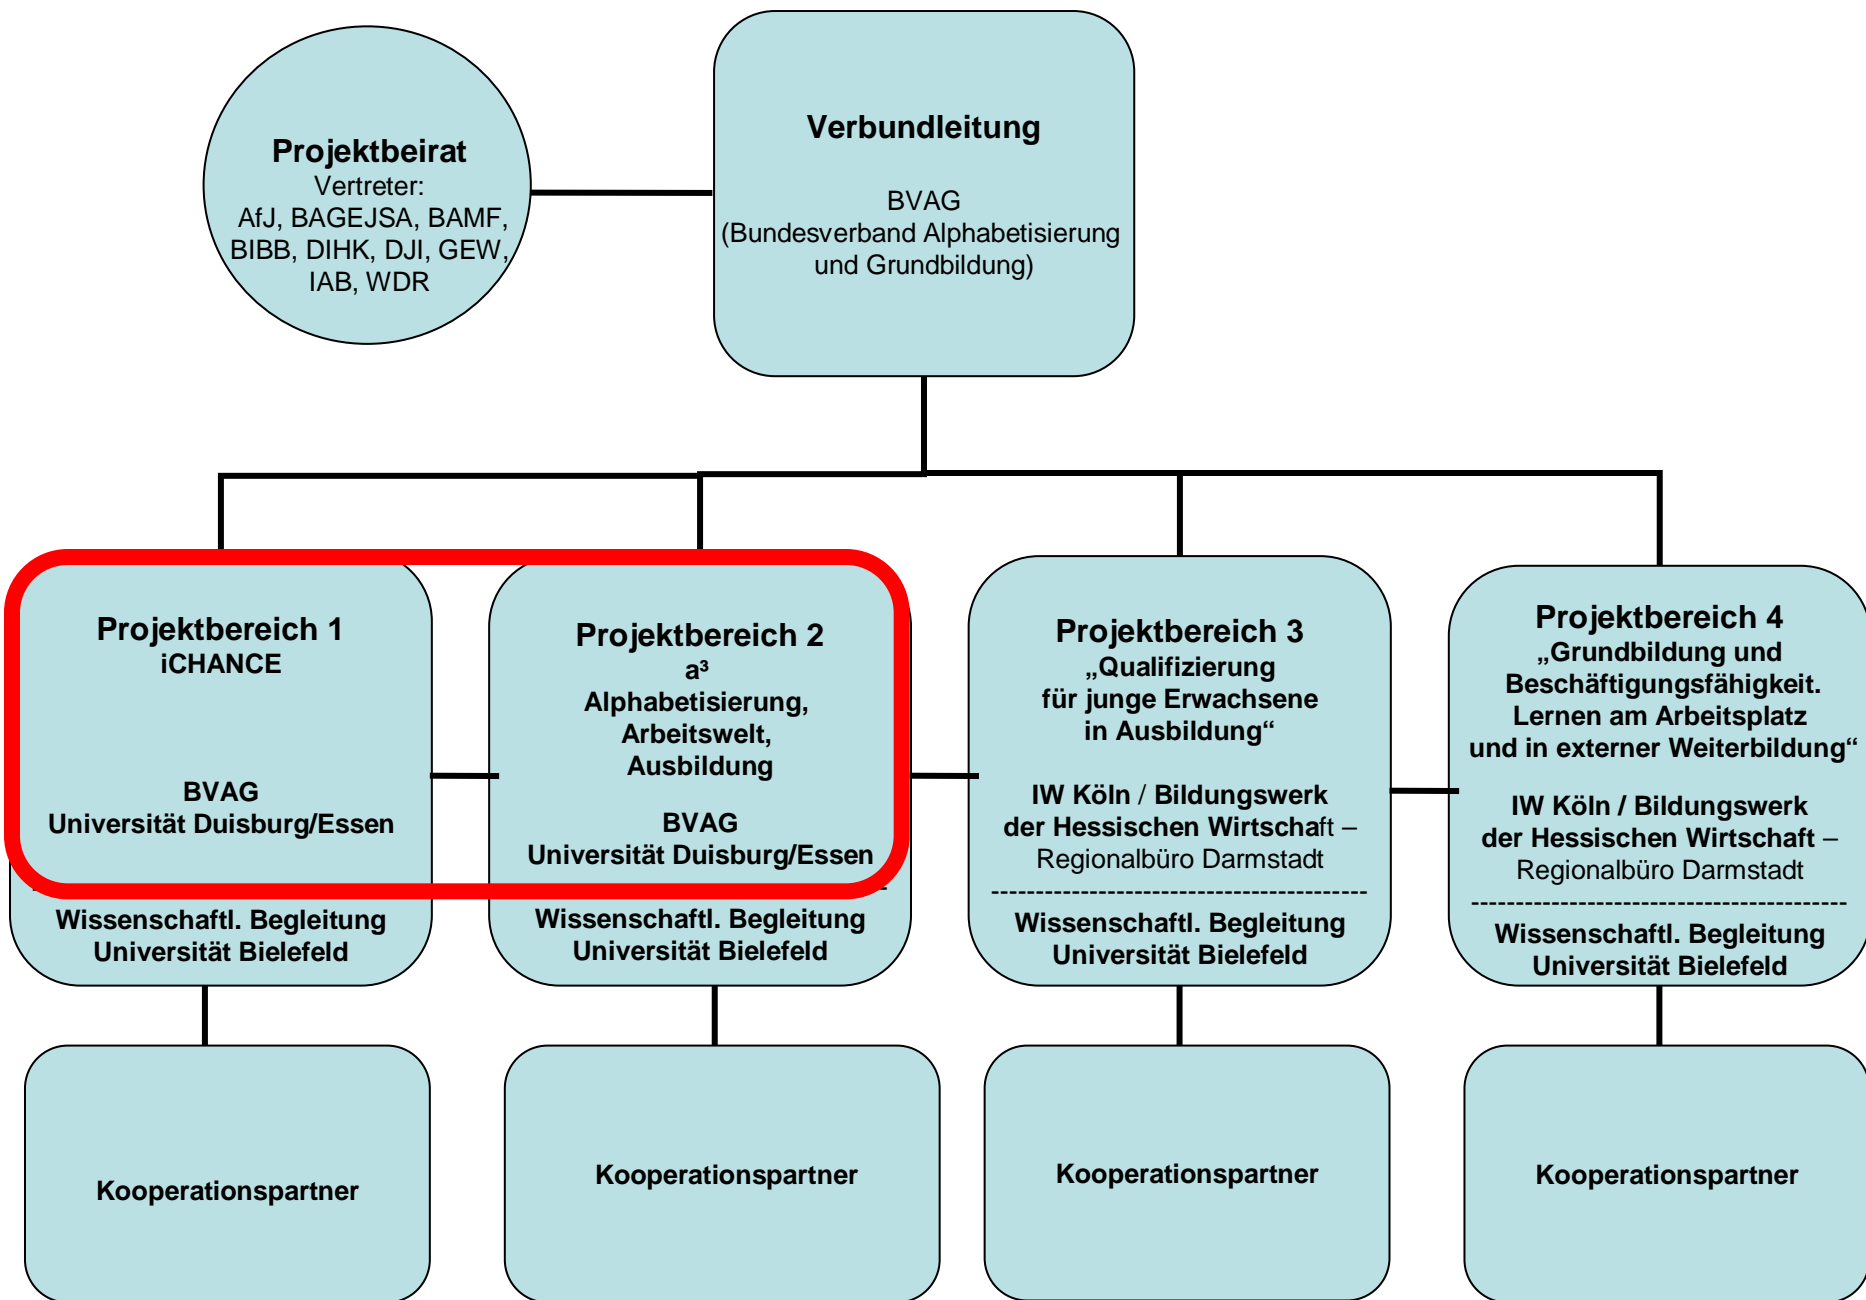 Projektbeirat
Vertreter:
AfJ, BAGEJSA, BAMF,
BIBB, DIHK, DJI, GEW,
IAB, WDR
Verbundleitung
BVAG
(Bundesverband Alphabetisierung
und Grundbildung)
Projektbereich 1
iCHANCE
BVAG
Universität Duisburg/Essen
Wissenschaftl. Begleitung
Universität Bielefeld
Projektbereich 2
a³
Alphabetisierung,
Arbeitswelt,
Ausbildung
BVAG
Universität Duisburg/Essen
Wissenschaftl. Begleitung
Universität Bielefeld
Projektbereich 3
„Qualifizierung
für junge Erwachsene
in Ausbildung“
IW Köln / Bildungswerk
der Hessischen Wirtschaft –
Regionalbüro Darmstadt
Wissenschaftl. Begleitung
Universität Bielefeld
Projektbereich 4
„Grundbildung und
Beschäftigungsfähigkeit.
Lernen am Arbeitsplatz
und in externer Weiterbildung“
IW Köln / Bildungswerk
der Hessischen Wirtschaft –
Regionalbüro Darmstadt
Wissenschaftl. Begleitung
Universität Bielefeld
Kooperationspartner
Kooperationspartner
Kooperationspartner
Kooperationspartner